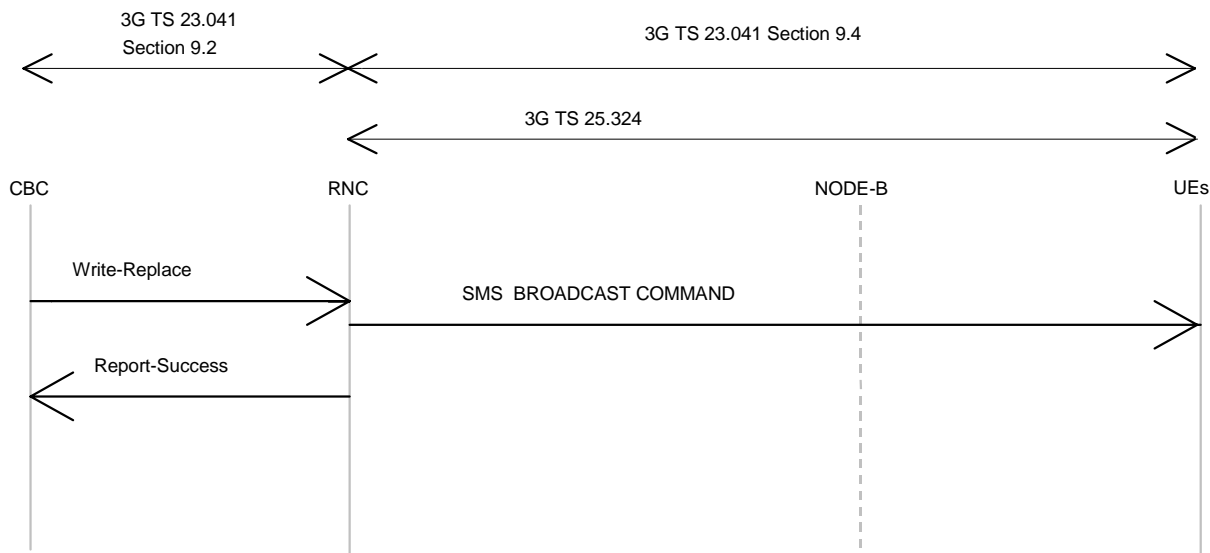 3G TS 23.041
Section 9.2
3G TS 23.041 Section 9.4
3G TS 25.324
CBC
RNC
NODE-B
UEs
Write-Replace
SMS BROADCAST COMMAND
Report-Success